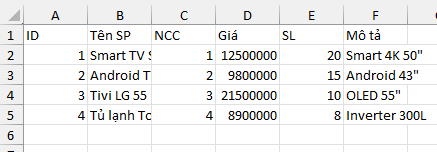 A B C D E F
1 ID Tên SP NCC Giá SL Mô tả
2 1 Smart TV 1 12500000 20 Smart 4K 50"
3 2 Android T 2 9800000 15 Android 43"
4 3 Tivi LG 55 3 21500000 10 OLED 55"
5 4 Tủ lạnh To 4 8900000 8 Inverter 300L